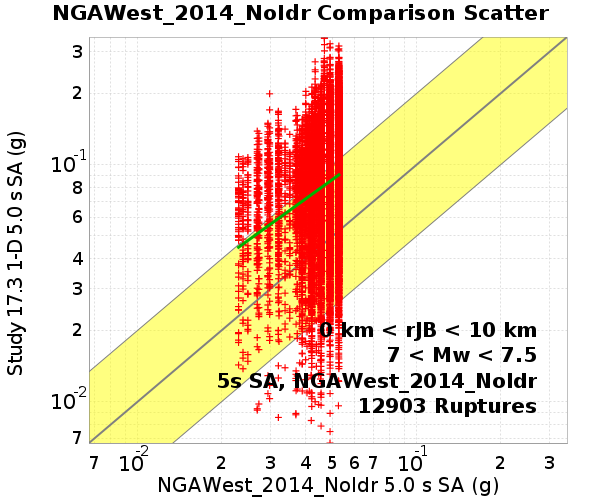 NGAWest_2014_NoIdr Comparison Scatter
Study 17.3 1-D 5.0 s SA (g)
3
2
10-1
8
6
4
3
2
10-2
7
0 km < rJB < 10 km
7 < Mw < 7.5
5s SA, NGAWest_2014_NoIdr
12903 Ruptures
7 10-2 2 3 4 5 6 7 10-1 2 3
NGAWest_2014_NoIdr 5.0 s SA (g)